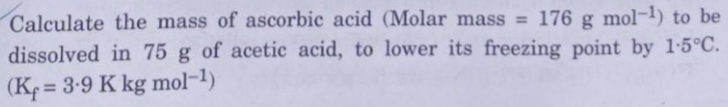 Calculate the mass of ascorbic acid (Molar mass = 176 g mol⁻¹) to be
dissolved in 75 g of acetic acid, to lower its freezing point by 1·5°C.
(K_f = 3·9 K kg mol⁻¹)